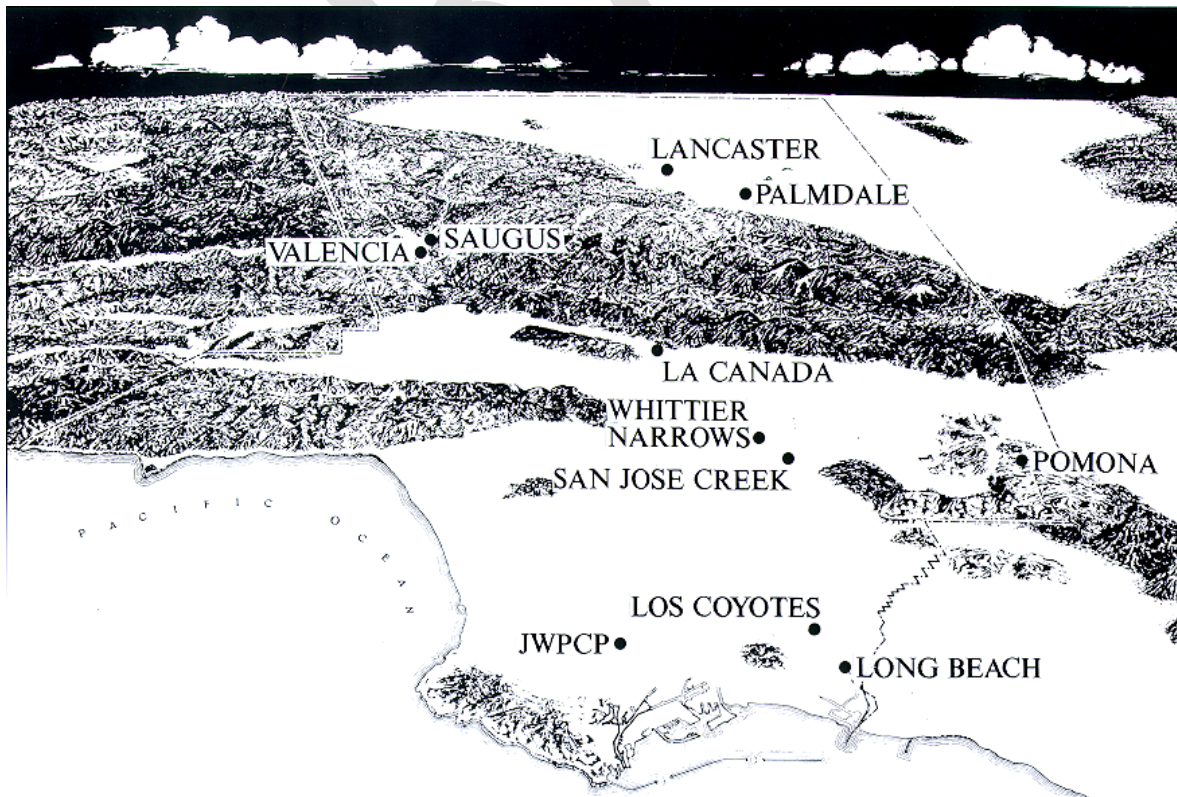 LANCASTER
PALMDALE
SAUGUS
VALENCIA
LA CANADA
WHITTIER
NARROWS
SAN JOSE CREEK
POMONA
PACIFIC OCEAN
LOS COYOTES
JWPCP
LONG BEACH